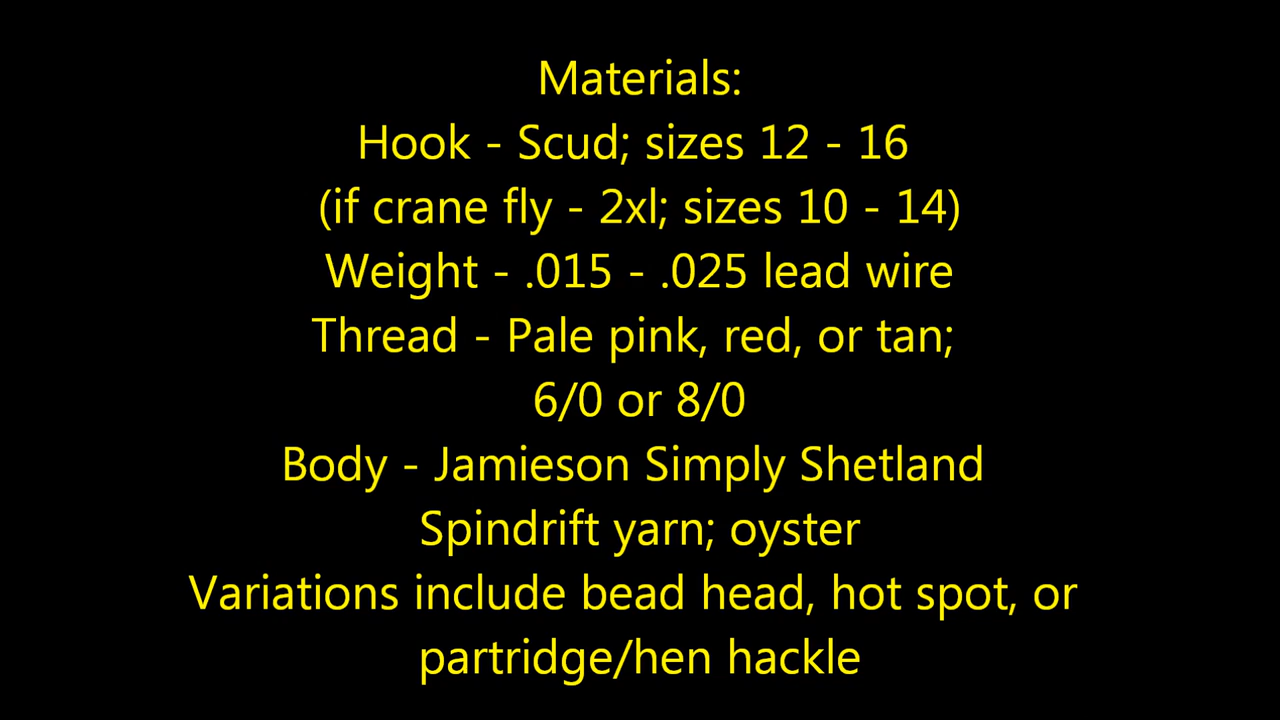 Materials:
Hook - Scud; sizes 12 - 16
(if crane fly - 2xl; sizes 10 - 14)
Weight - .015 - .025 lead wire
Thread - Pale pink, red, or tan;
6/0 or 8/0
Body - Jamieson Simply Shetland
Spindrift yarn; oyster
Variations include bead head, hot spot, or
partridge/hen hackle